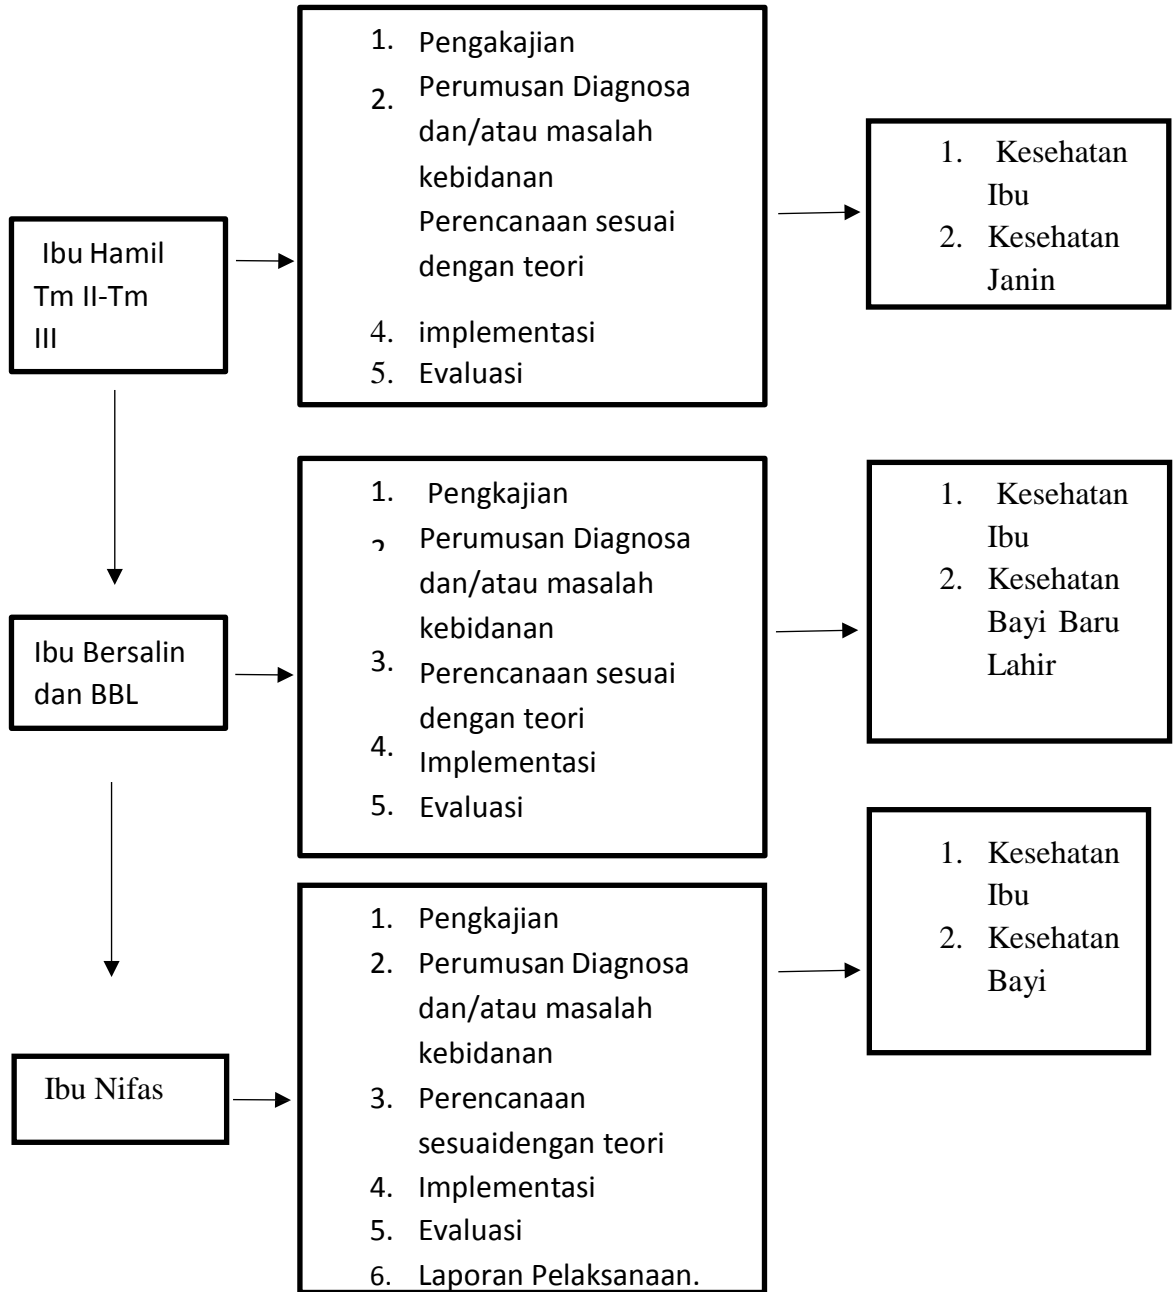 Ibu Hamil
Tm II-Tm
III
1. Pengakajian
2. Perumusan Diagnosa
dan/atau masalah
kebidanan
Perencanaan sesuai
dengan teori
4. implementasi
5. Evaluasi
1. Kesehatan
Ibu
2. Kesehatan
Janin
Ibu Bersalin
dan BBL
1. Pengkajian
Perumusan Diagnosa
dan/atau masalah
kebidanan
3. Perencanaan sesuai
dengan teori
4. Implementasi
5. Evaluasi
1. Kesehatan
Ibu
2. Kesehatan
Bayi Baru
Lahir
Ibu Nifas
1. Pengkajian
2. Perumusan Diagnosa
dan/atau masalah
kebidanan
3. Perencanaan
sesuaidengan teori
4. Implementasi
5. Evaluasi
6. Laporan Pelaksanaan.
1. Kesehatan
Ibu
2. Kesehatan
Bayi